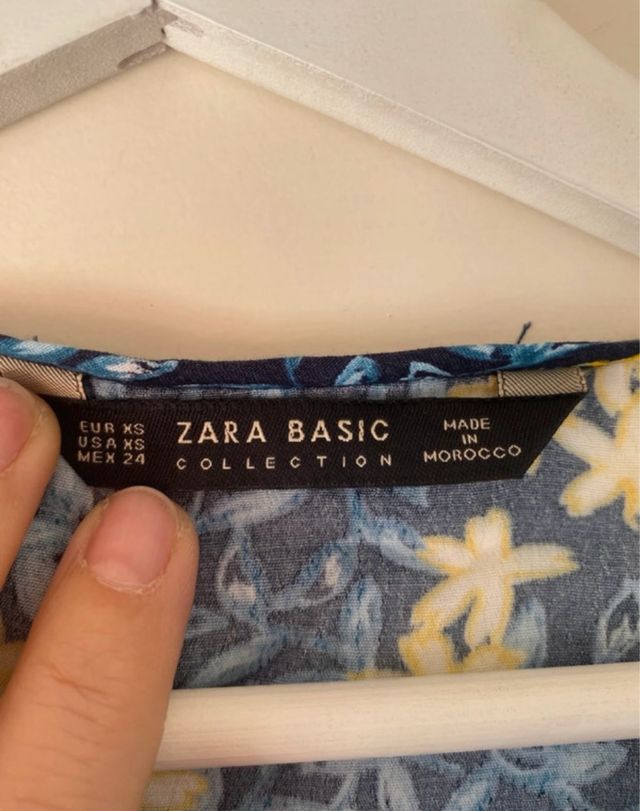 EUR XS
USA XS
MEX 24
ZARA BASIC
COLLECTION
MADE
IN
MOROCCO